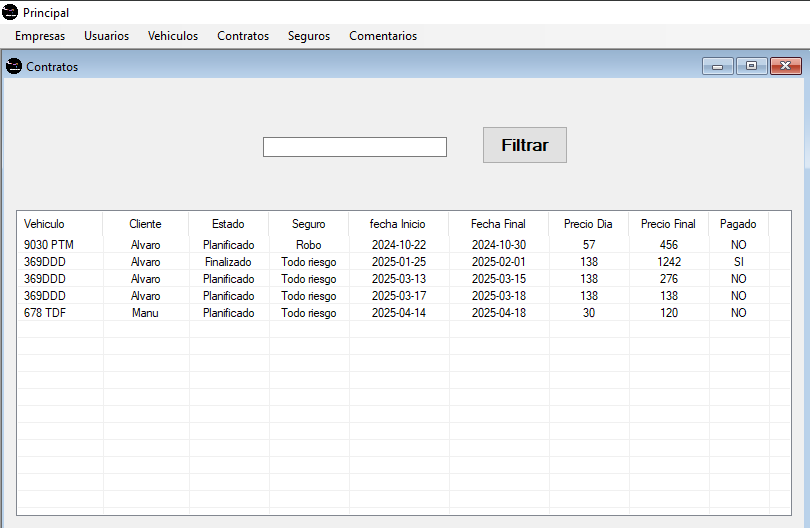 Principal
Empresas Usuarios Vehiculos Contratos Seguros Comentarios
Contratos
Filtrar
Vehiculo Cliente Estado Seguro fecha Inicio Fecha Final Precio Dia Precio Final Pagado
9030 PTM Alvaro Planificado Robo 2024-10-22 2024-10-30 57 456 NO
369DDD Alvaro Finalizado Todo riesgo 2025-01-25 2025-02-01 138 1242 SI
369DDD Alvaro Planificado Todo riesgo 2025-03-13 2025-03-15 138 276 NO
369DDD Alvaro Planificado Todo riesgo 2025-03-17 2025-03-18 138 138 NO
678 TDF Manu Planificado Todo riesgo 2025-04-14 2025-04-18 30 120 NO